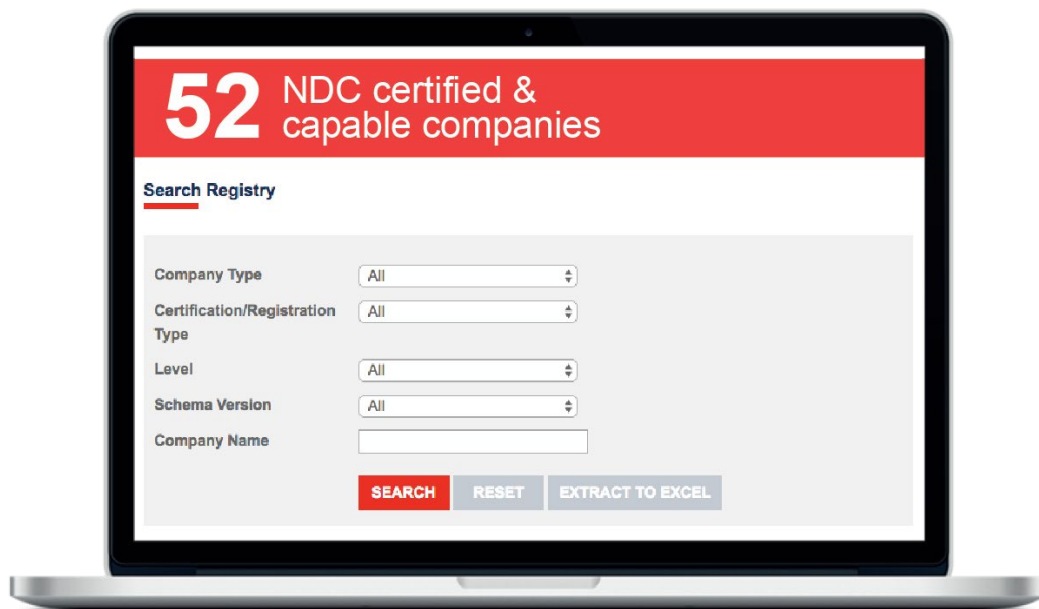 52 NDC certified &
capable companies
Search Registry
Company Type All
Certification/Registration All
Type
Level All
Schema Version All
Company Name
SEARCH RESET EXTRACT TO EXCEL